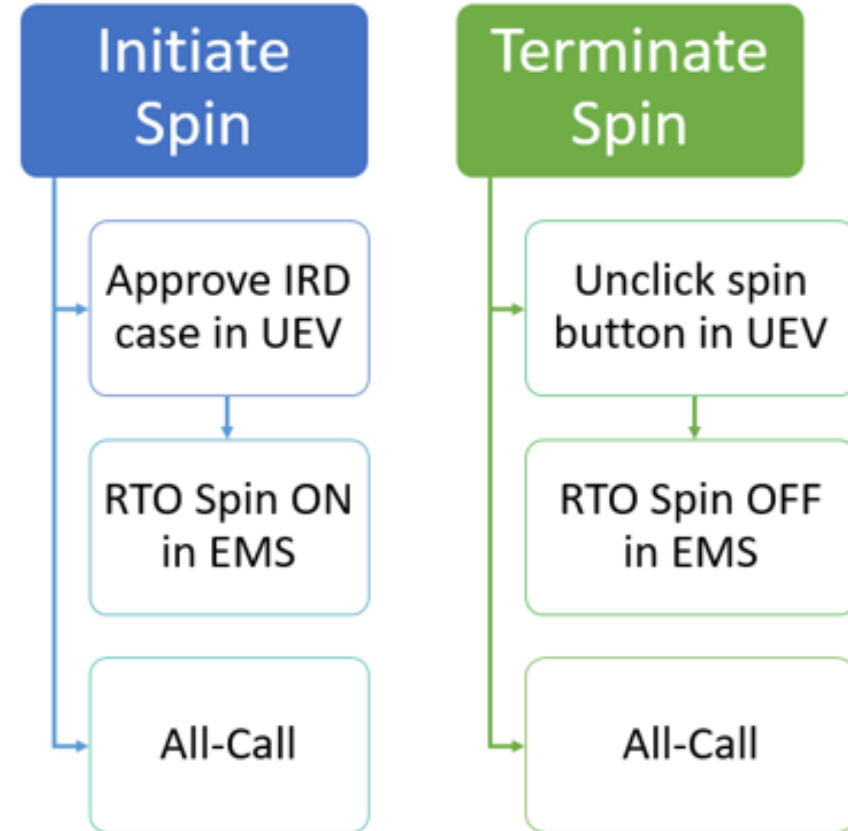 Initiate
Spin
Approve IRD
case in UEV
RTO Spin ON
in EMS
All-Call
Terminate
Spin
Unclick spin
button in UEV
RTO Spin OFF
in EMS
All-Call